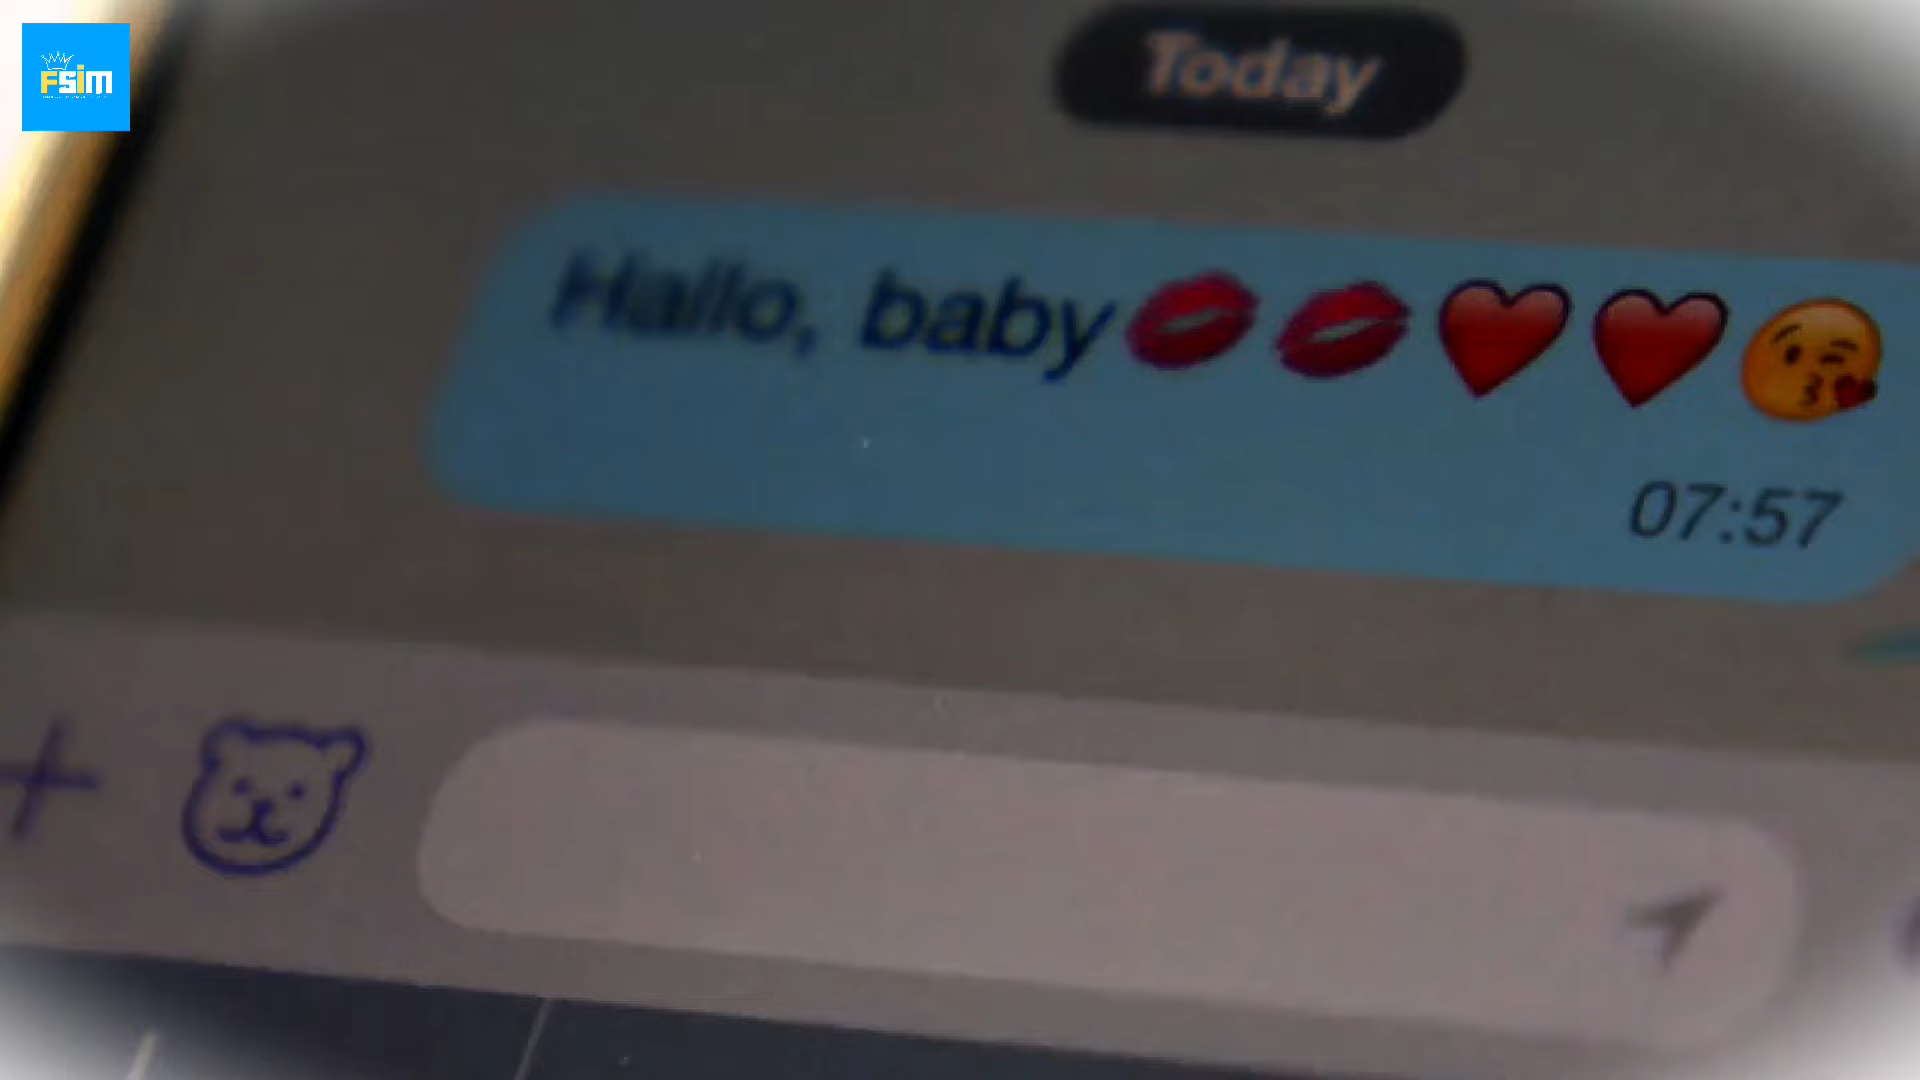 FSim
Today
Hallo, baby💋💋❤️❤️😘
07:57